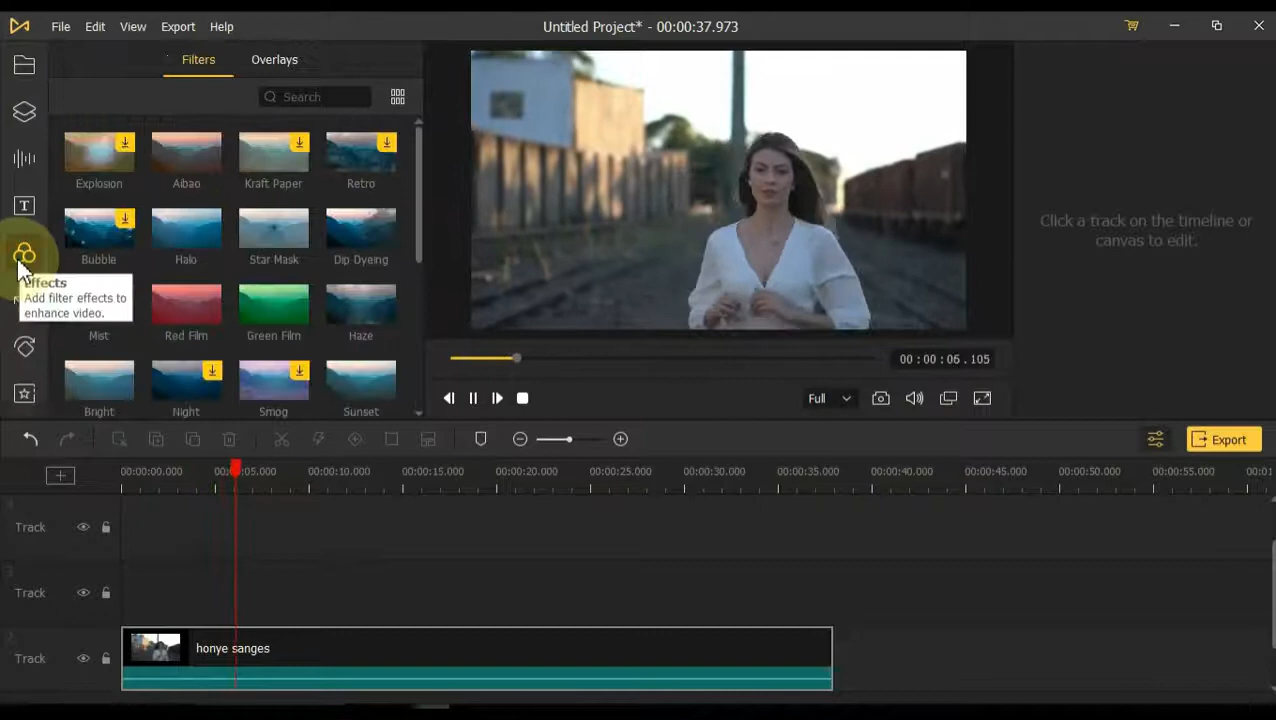 File Edit View Export Help Untitled Project* - 00:00:37.973
Filters Overlays
Search
Explosion Aibao Kraft Paper Retro
Bubble Halo Star Mask Dip Dyeing
Effects
Add filter effects to
enhance video.
Mist Red Film Green Film Haze
Bright Night Smog Sunset
Click a track on the timeline or
canvas to edit.
00:00:06.105
Full
Export
00:00:00.000 00:00:05.000 00:00:10.000 00:00:15.000 00:00:20.000 00:00:25.000 00:00:30.000 00:00:35.000 00:00:40.000 00:00:45.000 00:00:50.000 00:00:55.000
Track
Track
Track honye sanges